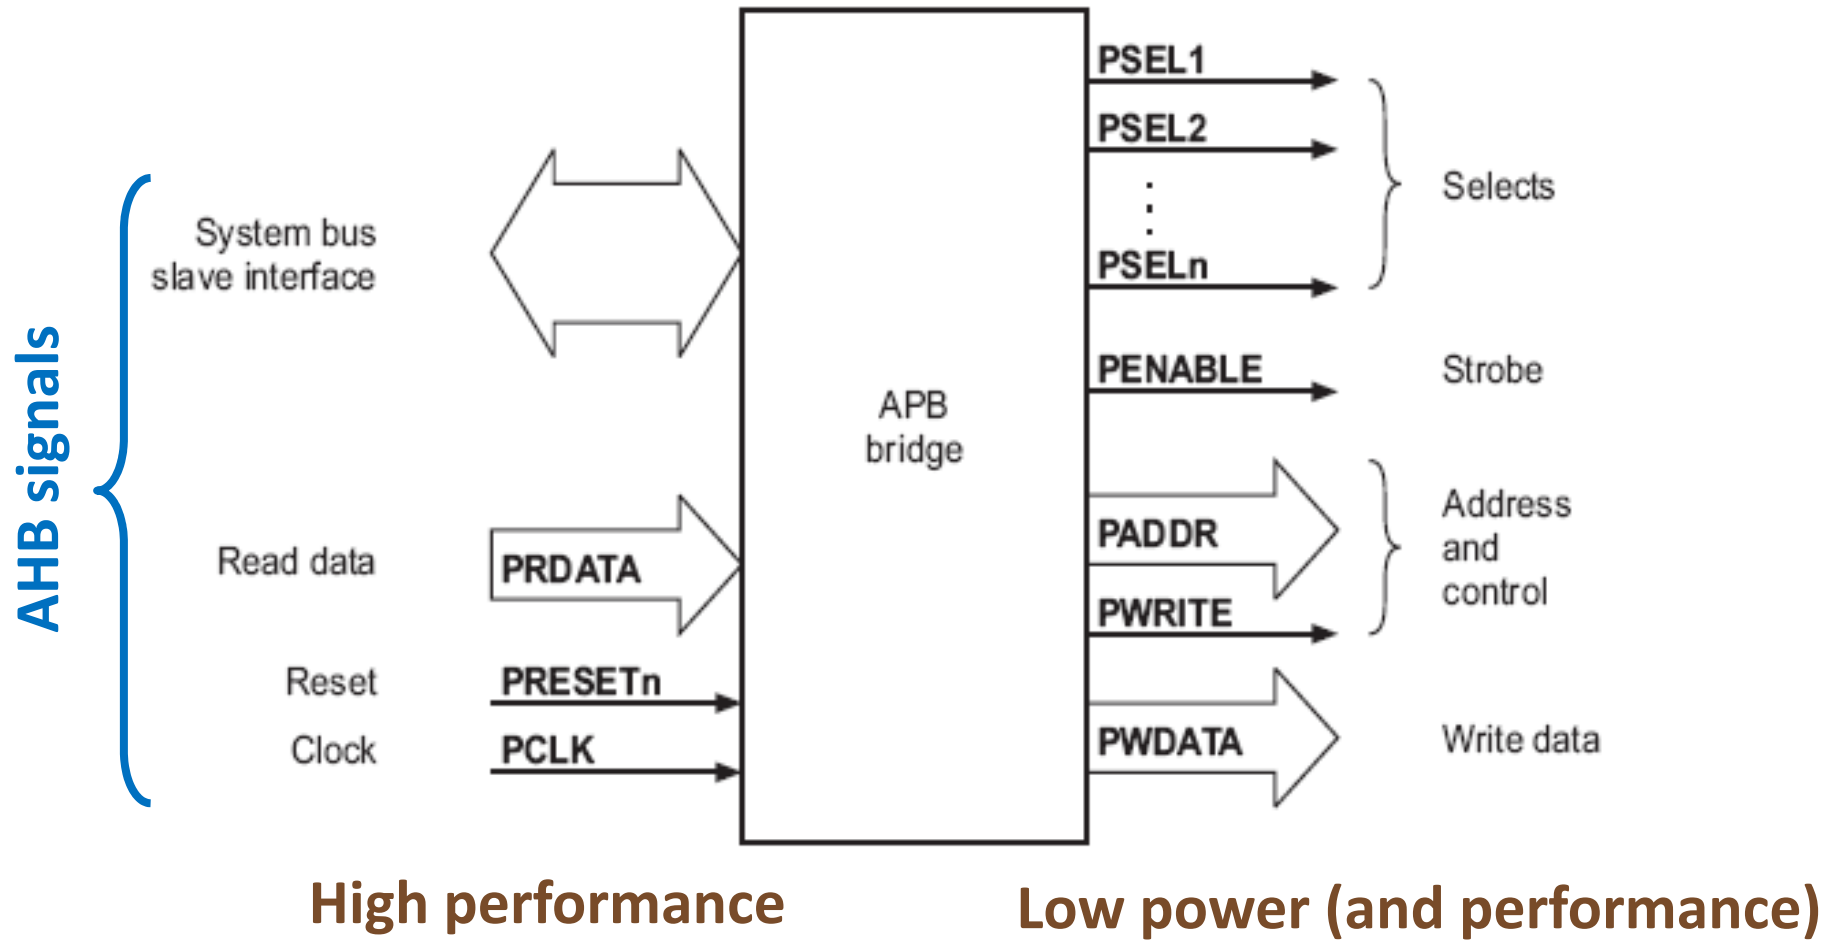 AHB signals
System bus
slave interface
Read data
PRDATA
Reset
PRESETn
Clock
PCLK
APB
bridge
PSEL1
PSEL2
PSELn
Selects
PENABLE
Strobe
PADDR
PWRITE
Address
and
control
PWDATA
Write data
High performance
Low power (and performance)